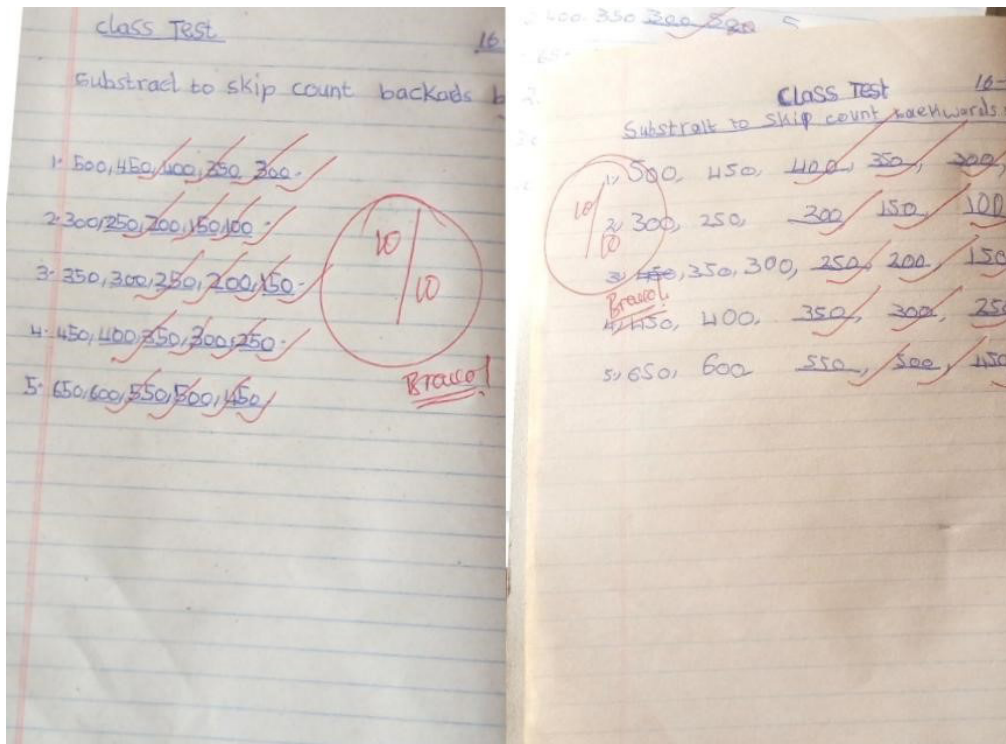 class Test
16
Substract to skip count backads b
1. 500, 450, 400, 350, 300.
2. 300, 250, 200, 150, 100.
3. 350, 300, 250, 200, 150.
4. 450, 400, 350, 300, 250.
5. 650, 600, 550, 500, 450
10/10
Bravo!
400. 350 300
65
CLASS TEST
16-
Substralt to skip count backwards
1, 500, 450, 400, 350, 300,
2, 300, 250, 200, 150, 100
3, 450, 350, 300, 250, 200, 150
4, 450, 400, 350, 300, 250
5, 650, 600 550, 500, 450
10/10
Bravo!